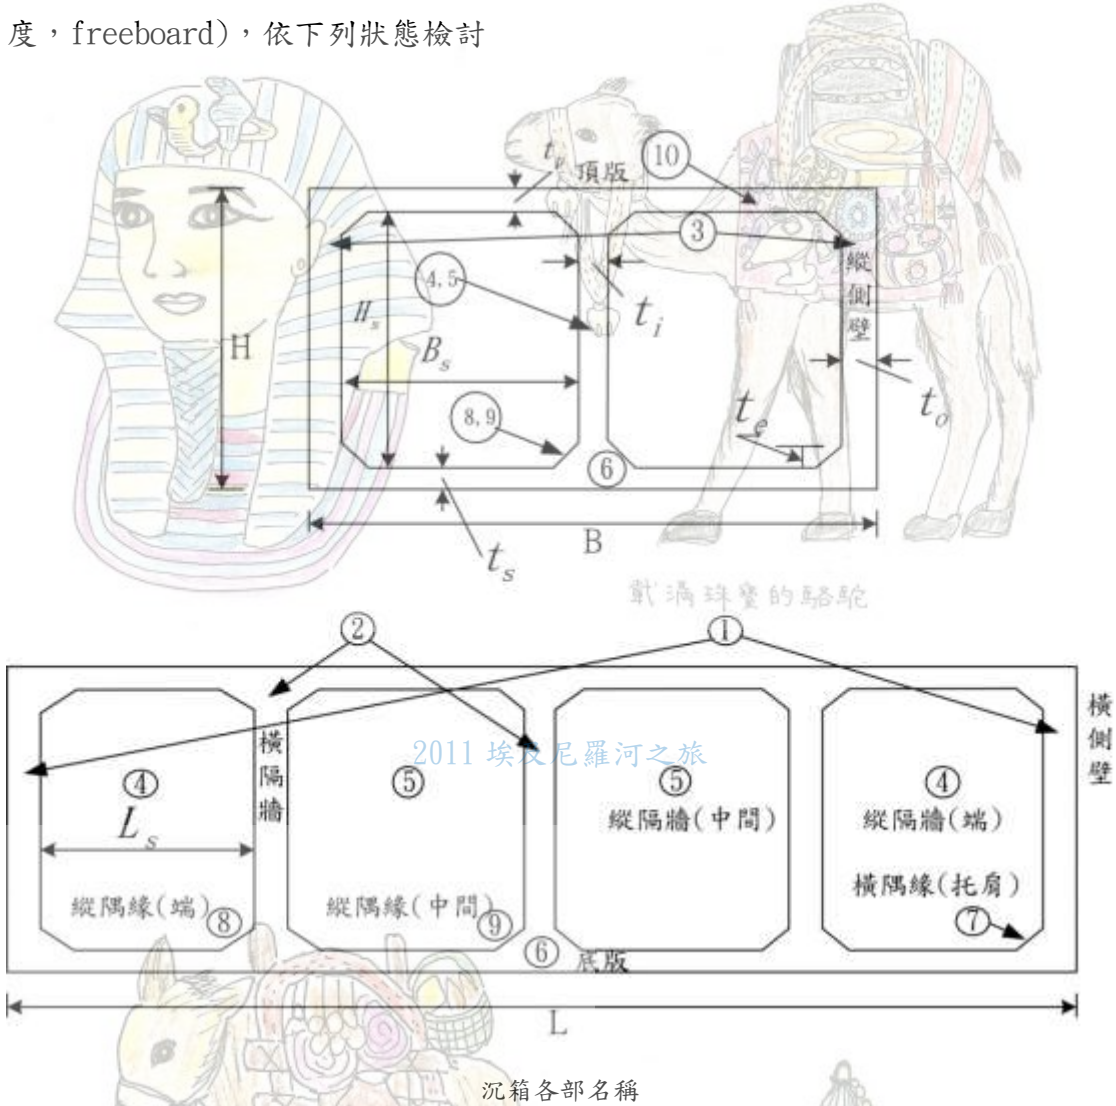 度，freeboard)，依下列狀態檢討
t_p 頂版 10
3
縱側壁
4,5
H_s
t_i
H
B_s
t_o
8,9
t_e
6
B
t_s
載滿珠寶的駱駝
② ①
橫隔牆
橫側壁
2011 埃及尼羅河之旅
④ ⑤ ⑤ ④
縱隔牆(中間) 縱隔牆(端)
L_s
橫隅緣(托肩)
縱隅緣(端) ⑧ 縱隅緣(中間) ⑨ ⑦
⑥ 底版
L
沉箱各部名稱